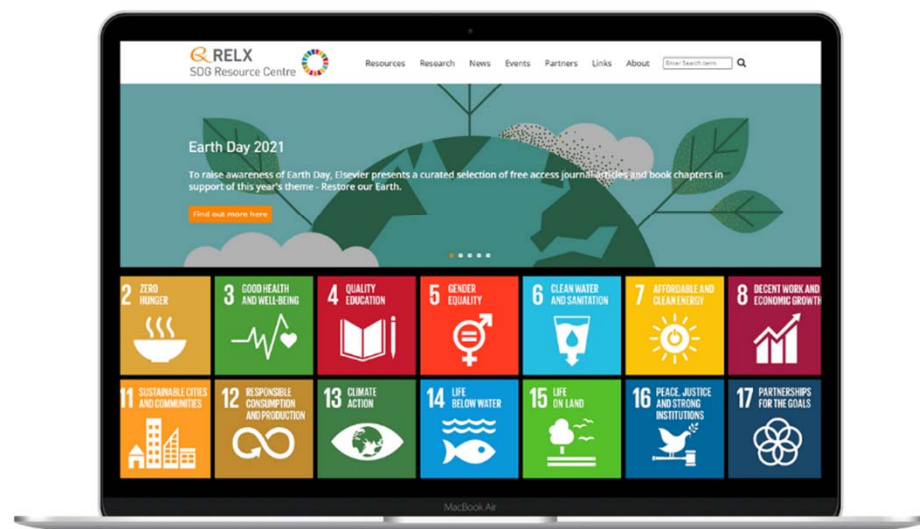 RELX
SDG Resource Centre
Resources Research News Events Partners Links About Enter Search term
Earth Day 2021
To raise awareness of Earth Day, Elsevier presents a curated selection of free access journal articles and book chapters in
support of this year's theme - Restore our Earth.
Find out more here
2 ZERO
HUNGER
3 GOOD HEALTH
AND WELL-BEING
4 QUALITY
EDUCATION
5 GENDER
EQUALITY
6 CLEAN WATER
AND SANITATION
7 AFFORDABLE AND
CLEAN ENERGY
8 DECENT WORK AND
ECONOMIC GROWTH
11 SUSTAINABLE CITIES
AND COMMUNITIES
12 RESPONSIBLE
CONSUMPTION
AND PRODUCTION
13 CLIMATE
ACTION
14 LIFE
BELOW WATER
15 LIFE
ON LAND
16 PEACE, JUSTICE
AND STRONG
INSTITUTIONS
17 PARTNERSHIPS
FOR THE GOALS
MacBook Air